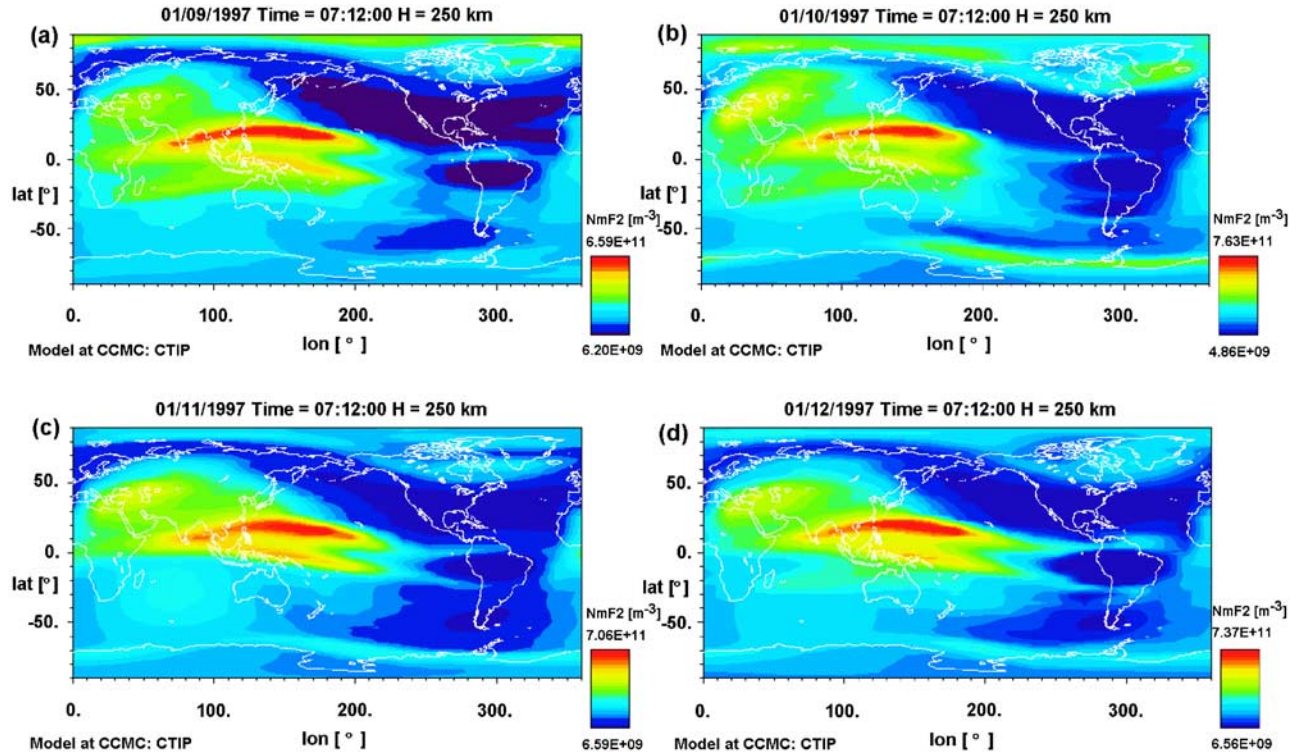 01/09/1997 Time = 07:12:00 H = 250 km
(a)
50.
0.
lat [°]
-50.
NmF2 [m-3]
6.59E+11
6.20E+09
0. 100. 200. 300.
lon [ ° ]
Model at CCMC: CTIP
01/10/1997 Time = 07:12:00 H = 250 km
(b)
50.
0.
lat [°]
-50.
NmF2 [m-3]
7.63E+11
4.86E+09
0. 100. 200. 300.
lon [ ° ]
Model at CCMC: CTIP
01/11/1997 Time = 07:12:00 H = 250 km
(c)
50.
0.
lat [°]
-50.
NmF2 [m-3]
7.06E+11
6.59E+09
0. 100. 200. 300.
lon [ ° ]
Model at CCMC: CTIP
01/12/1997 Time = 07:12:00 H = 250 km
(d)
50.
0.
lat [°]
-50.
NmF2 [m-3]
7.37E+11
6.56E+09
0. 100. 200. 300.
lon [ ° ]
Model at CCMC: CTIP